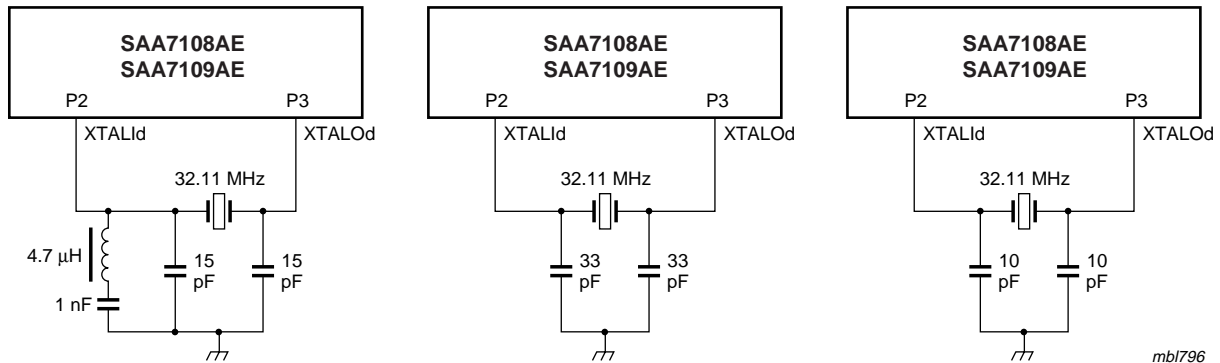 SAA7108AE
SAA7109AE
P2
P3
XTALId
XTALOd
32.11 MHz
4.7 μH
15
pF
15
pF
1 nF
SAA7108AE
SAA7109AE
P2
P3
XTALId
XTALOd
32.11 MHz
33
pF
33
pF
SAA7108AE
SAA7109AE
P2
P3
XTALId
XTALOd
32.11 MHz
10
pF
10
pF
mbl796